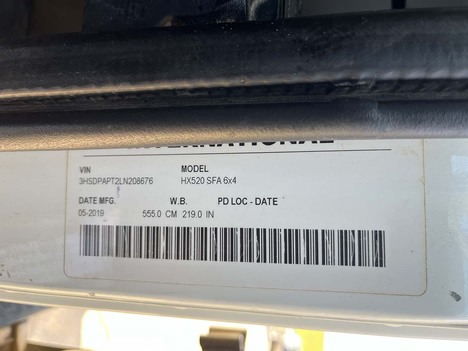 INTERNATIONAL
VIN MODEL
3HSDPAPT2LN208676 HX520 SFA 6x4
DATE MFG. W.B. PD LOC - DATE
05-2019 555.0 CM 219.0 IN